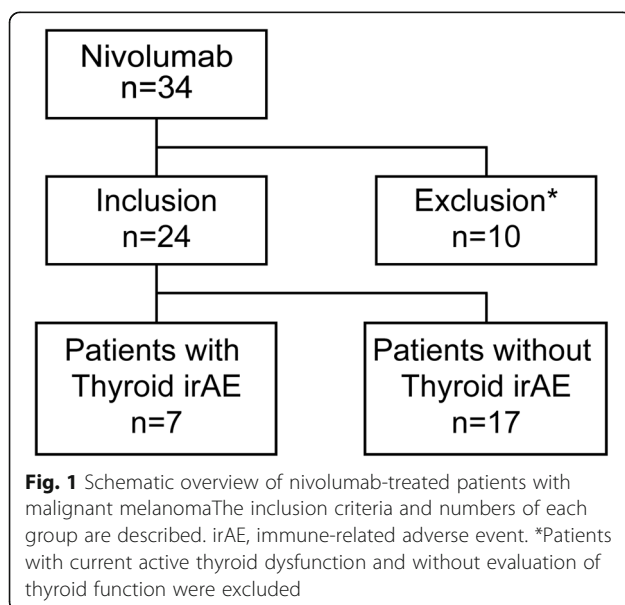 Nivolumab
n=34
Inclusion
n=24
Exclusion*
n=10
Patients with
Thyroid irAE
n=7
Patients without
Thyroid irAE
n=17
Fig. 1 Schematic overview of nivolumab-treated patients with
malignant melanomaThe inclusion criteria and numbers of each
group are described. irAE, immune-related adverse event. *Patients
with current active thyroid dysfunction and without evaluation of
thyroid function were excluded